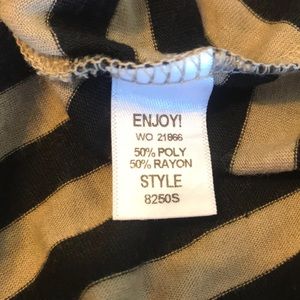 ENJOY!
WO 21866
50% POLY
50% RAYON
STYLE
8250S